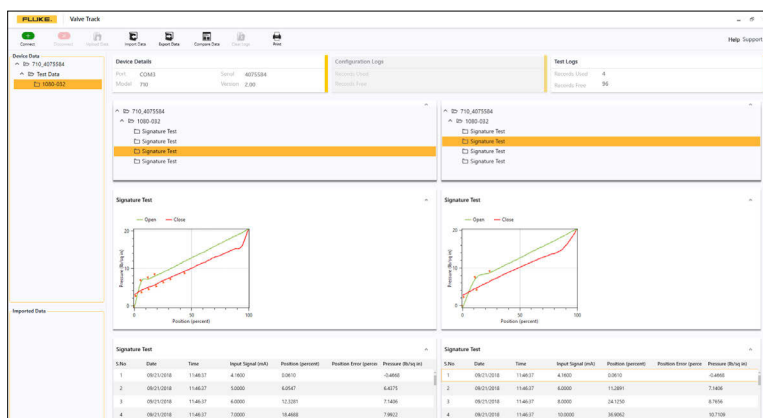 FLUKE. Valve Track
Connect Import Data Export Data Compare Data Print
Help Support
Device Data
710_4075584
Test Data
1080-032
Imported Data
Device Details
Port COM3 Serial 4075584
Model 710 Version 2.00
Configuration Logs
Records Used
Records Free
Test Logs
Records Used 4
Records Free 96
710_4075584
1080-032
Signature Test
Signature Test
Signature Test
Signature Test
710_4075584
1080-032
Signature Test
Signature Test
Signature Test
Signature Test
Signature Test
Open Close
Pressure (lb/sq in)
20
10
0
0 50 100
Position (percent)
Signature Test
Open Close
Pressure (lb/sq in)
20
10
0
0 50 100
Position (percent)
Signature Test
S.No Date Time Input Signal (mA) Position (percent) Position Error (percen Pressure (lb/sq in)
1 09/21/2018 11:46:37 4.1600 0.0610 -0.4668
2 09/21/2018 11:46:37 5.0000 6.0547 6.4375
3 09/21/2018 11:46:37 6.0000 12.3281 7.1406
4 09/21/2018 11:46:37 7.0000 18.4668 7.9922
Signature Test
S.No Date Time Input Signal (mA) Position (percent) Position Error (perce Pressure (lb/sq in)
1 09/21/2018 11:46:37 4.1600 0.0610 -0.4668
2 09/21/2018 11:46:37 6.0000 11.2891 7.1406
3 09/21/2018 11:46:37 8.0000 24.1250 8.7656
4 09/21/2018 11:46:37 10.0000 36.9062 10.7109